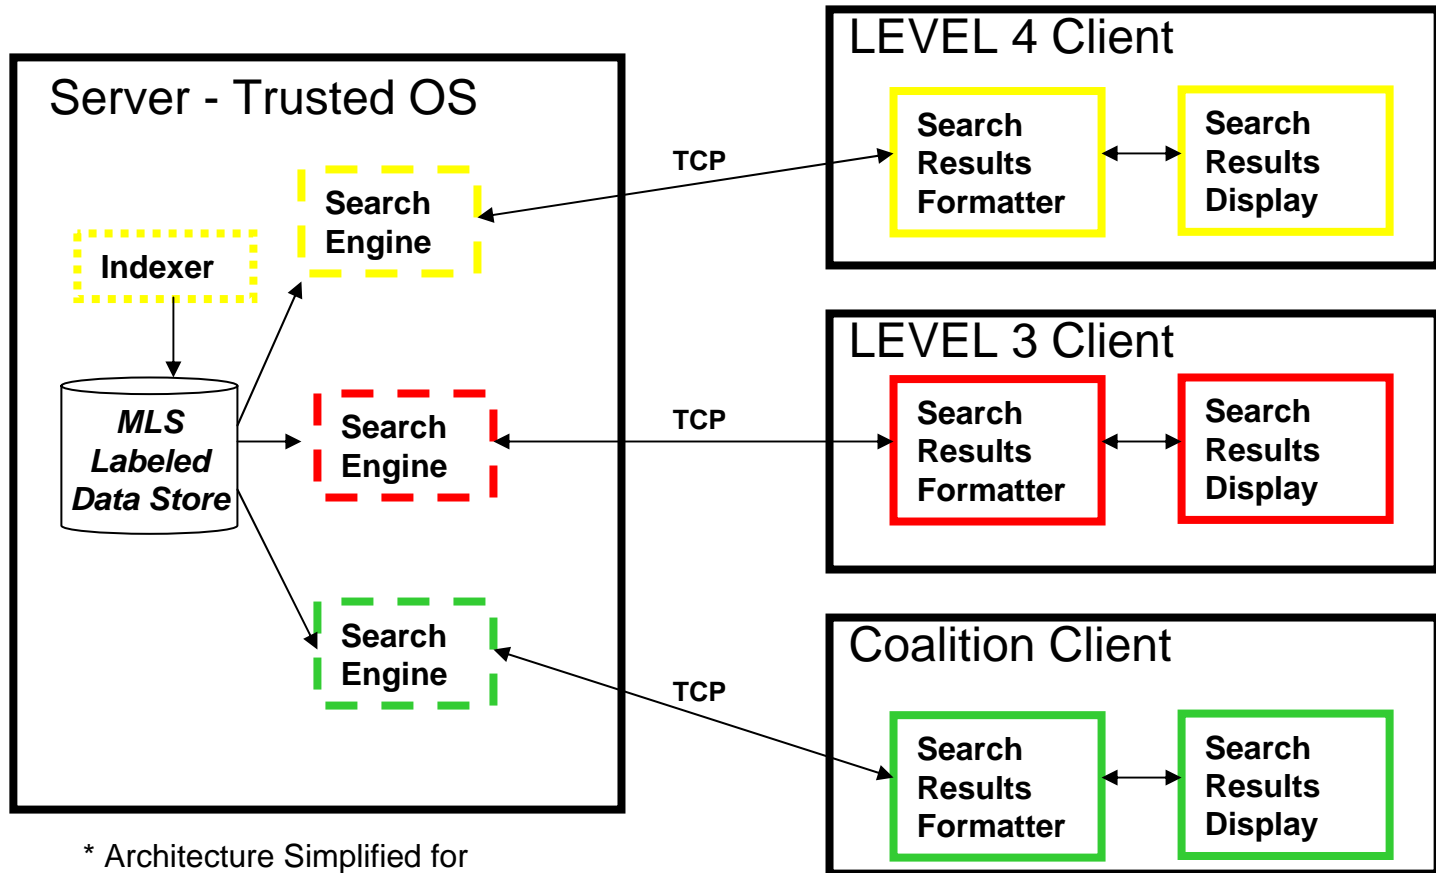 Server - Trusted OS
Search
Engine
Indexer
MLS
Labeled
Data Store
Search
Engine
Search
Engine
TCP
TCP
TCP
LEVEL 4 Client
Search
Results
Formatter
Search
Results
Display
LEVEL 3 Client
Search
Results
Formatter
Search
Results
Display
Coalition Client
Search
Results
Formatter
Search
Results
Display
* Architecture Simplified for